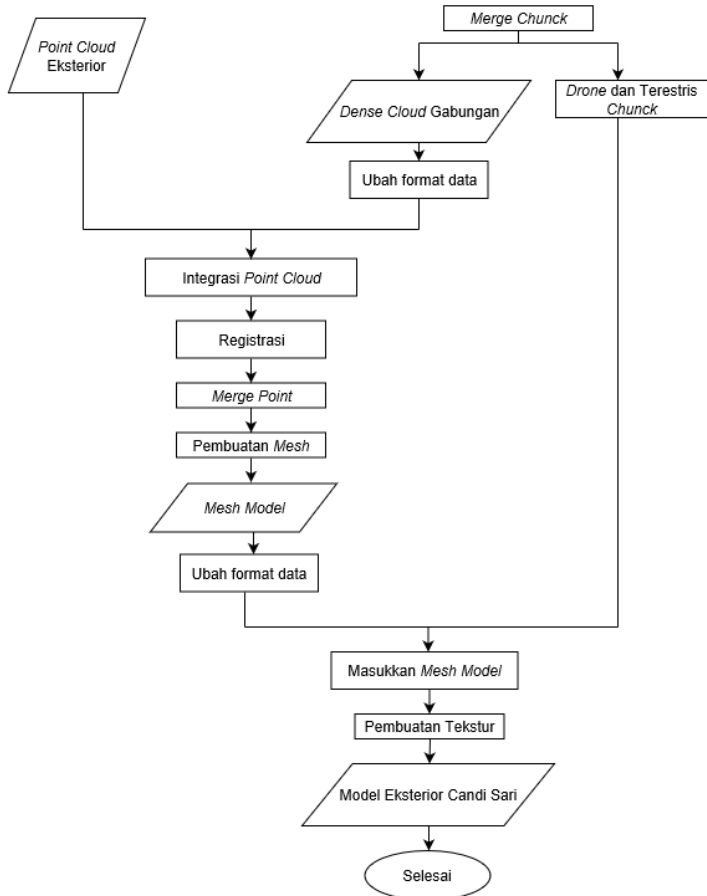 Merge Chunck
Point Cloud
Eksterior
Drone dan Terestris
Chunck
Dense Cloud Gabungan
Ubah format data
Integrasi Point Cloud
Registrasi
Merge Point
Pembuatan Mesh
Mesh Model
Ubah format data
Masukkan Mesh Model
Pembuatan Tekstur
Model Eksterior Candi Sari
Selesai